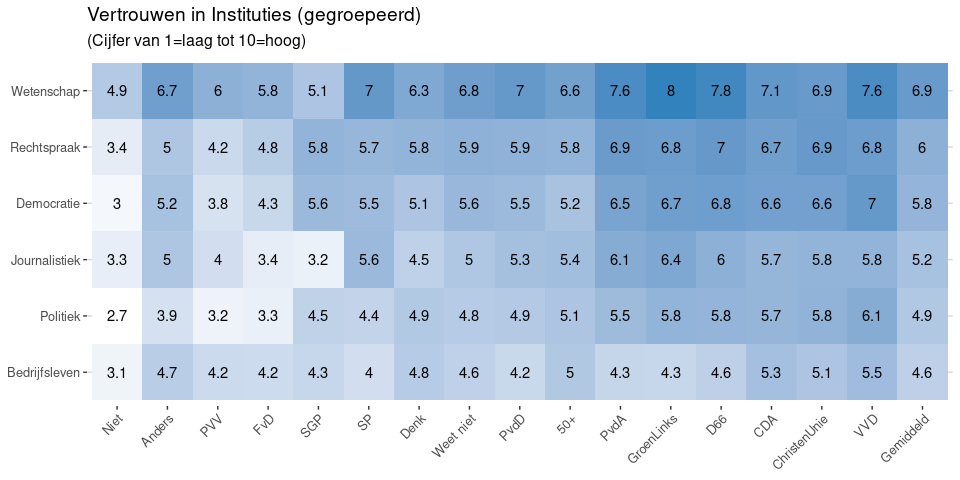 Vertrouwen in Instituties (gegroepeerd)
(Cijfer van 1=laag tot 10=hoog)
Wetenschap 4.9 6.7 6 5.8 5.1 7 6.3 6.8 7 6.6 7.6 8 7.8 7.1 6.9 7.6 6.9
Rechtspraak 3.4 5 4.2 4.8 5.8 5.7 5.8 5.9 5.9 5.8 6.9 6.8 7 6.7 6.9 6.8 6
Democratie 3 5.2 3.8 4.3 5.6 5.5 5.1 5.6 5.5 5.2 6.5 6.7 6.8 6.6 6.6 7 5.8
Journalistiek 3.3 5 4 3.4 3.2 5.6 4.5 5 5.3 5.4 6.1 6.4 6 5.7 5.8 5.8 5.2
Politiek 2.7 3.9 3.2 3.3 4.5 4.4 4.9 4.8 4.9 5.1 5.5 5.8 5.8 5.7 5.8 6.1 4.9
Bedrijfsleven 3.1 4.7 4.2 4.2 4.3 4 4.8 4.6 4.2 5 4.3 4.3 4.6 5.3 5.1 5.5 4.6
Niet Anders PVV FvD SGP SP Denk Weet niet PvdD 50+ PvdA GroenLinks D66 CDA ChristenUnie VVD Gemiddeld